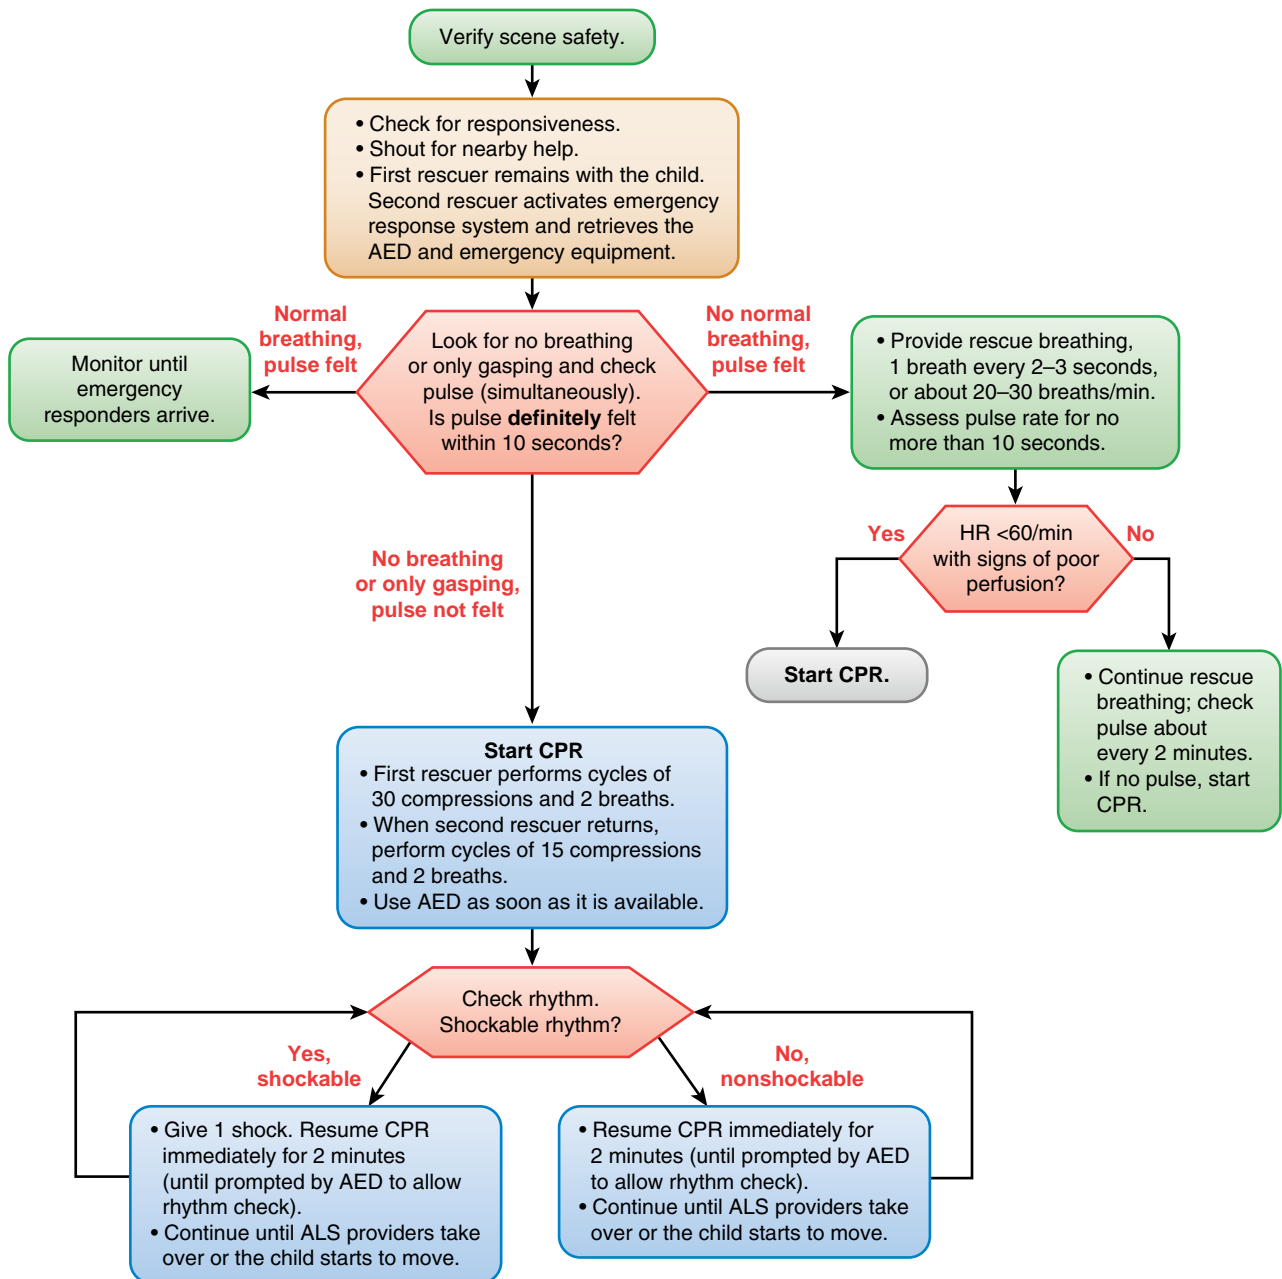 Verify scene safety.
• Check for responsiveness.
• Shout for nearby help.
• First rescuer remains with the child.
Second rescuer activates emergency
response system and retrieves the
AED and emergency equipment.
Normal
breathing,
pulse felt
No normal
breathing,
pulse felt
Monitor until
emergency
responders arrive.
Look for no breathing
or only gasping and check
pulse (simultaneously).
Is pulse definitely felt
within 10 seconds?
• Provide rescue breathing,
1 breath every 2–3 seconds,
or about 20–30 breaths/min.
• Assess pulse rate for no
more than 10 seconds.
Yes
HR <60/min
with signs of poor
perfusion?
No
No breathing
or only gasping,
pulse not felt
Start CPR.
• Continue rescue
breathing; check
pulse about
every 2 minutes.
• If no pulse, start
CPR.
Start CPR
• First rescuer performs cycles of
30 compressions and 2 breaths.
• When second rescuer returns,
perform cycles of 15 compressions
and 2 breaths.
• Use AED as soon as it is available.
Check rhythm.
Shockable rhythm?
Yes,
shockable
No,
nonshockable
• Give 1 shock. Resume CPR
immediately for 2 minutes
(until prompted by AED to allow
rhythm check).
• Continue until ALS providers take
over or the child starts to move.
• Resume CPR immediately for
2 minutes (until prompted by AED
to allow rhythm check).
• Continue until ALS providers take
over or the child starts to move.